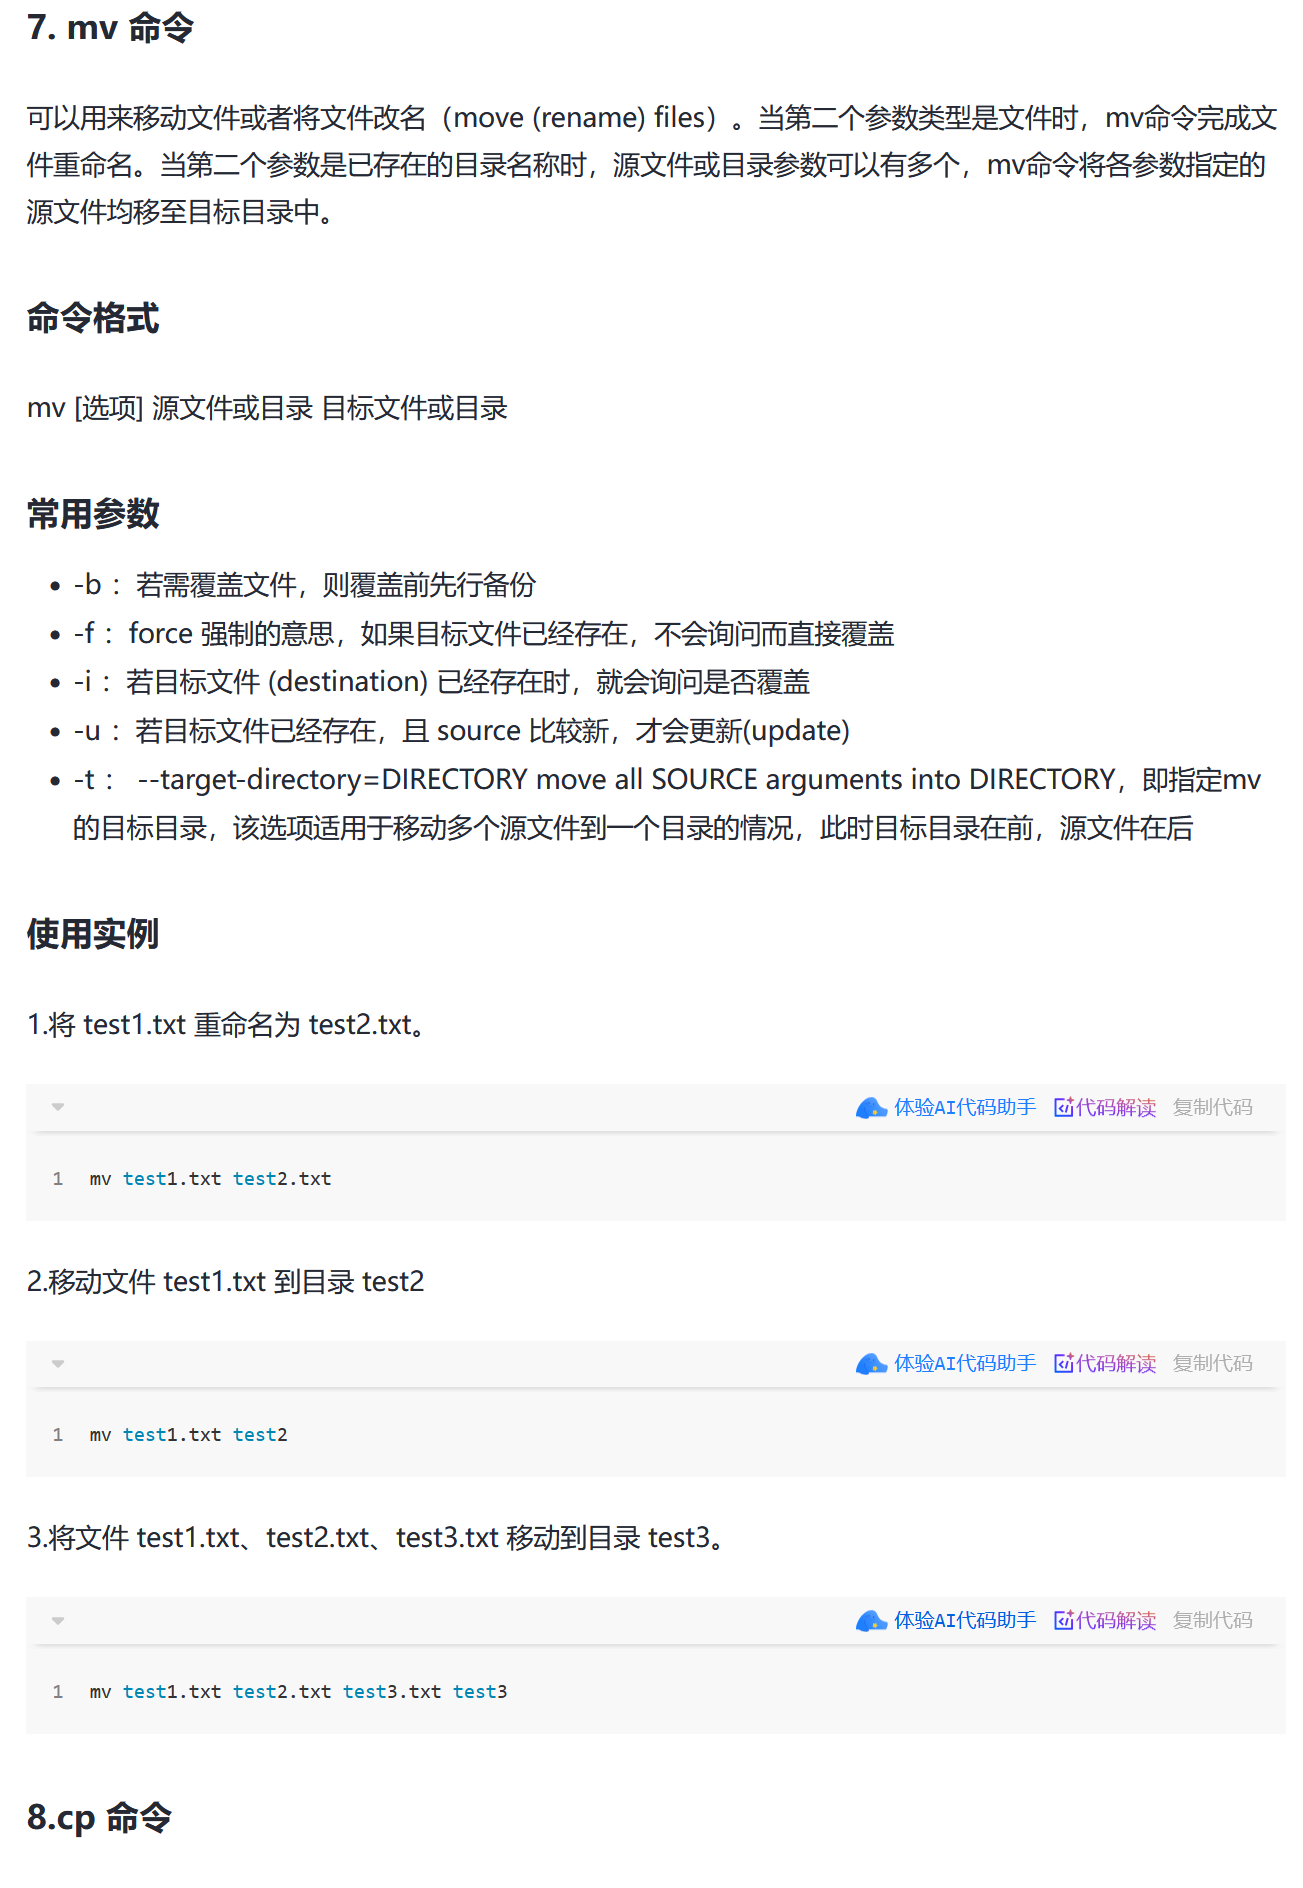 7. mv 命令
可以用来移动文件或者将文件改名（move (rename) files）。当第二个参数类型是文件时，mv命令完成文
件重命名。当第二个参数是已存在的目录名称时，源文件或目录参数可以有多个，mv命令将各参数指定的
源文件均移至目标目录中。
命令格式
mv [选项] 源文件或目录 目标文件或目录
常用参数
• -b ：若需覆盖文件，则覆盖前先行备份
• -f ：force 强制的意思，如果目标文件已经存在，不会询问而直接覆盖
• -i ：若目标文件 (destination) 已经存在时，就会询问是否覆盖
• -u ：若目标文件已经存在，且 source 比较新，才会更新(update)
• -t ： --target-directory=DIRECTORY move all SOURCE arguments into DIRECTORY，即指定mv
的目标目录，该选项适用于移动多个源文件到一个目录的情况，此时目标目录在前，源文件在后
使用实例
1.将 test1.txt 重命名为 test2.txt。
体验AI代码助手 代码解读 复制代码
1 mv test1.txt test2.txt
2.移动文件 test1.txt 到目录 test2
体验AI代码助手 代码解读 复制代码
1 mv test1.txt test2
3.将文件 test1.txt、test2.txt、test3.txt 移动到目录 test3。
体验AI代码助手 代码解读 复制代码
1 mv test1.txt test2.txt test3.txt test3
8.cp 命令